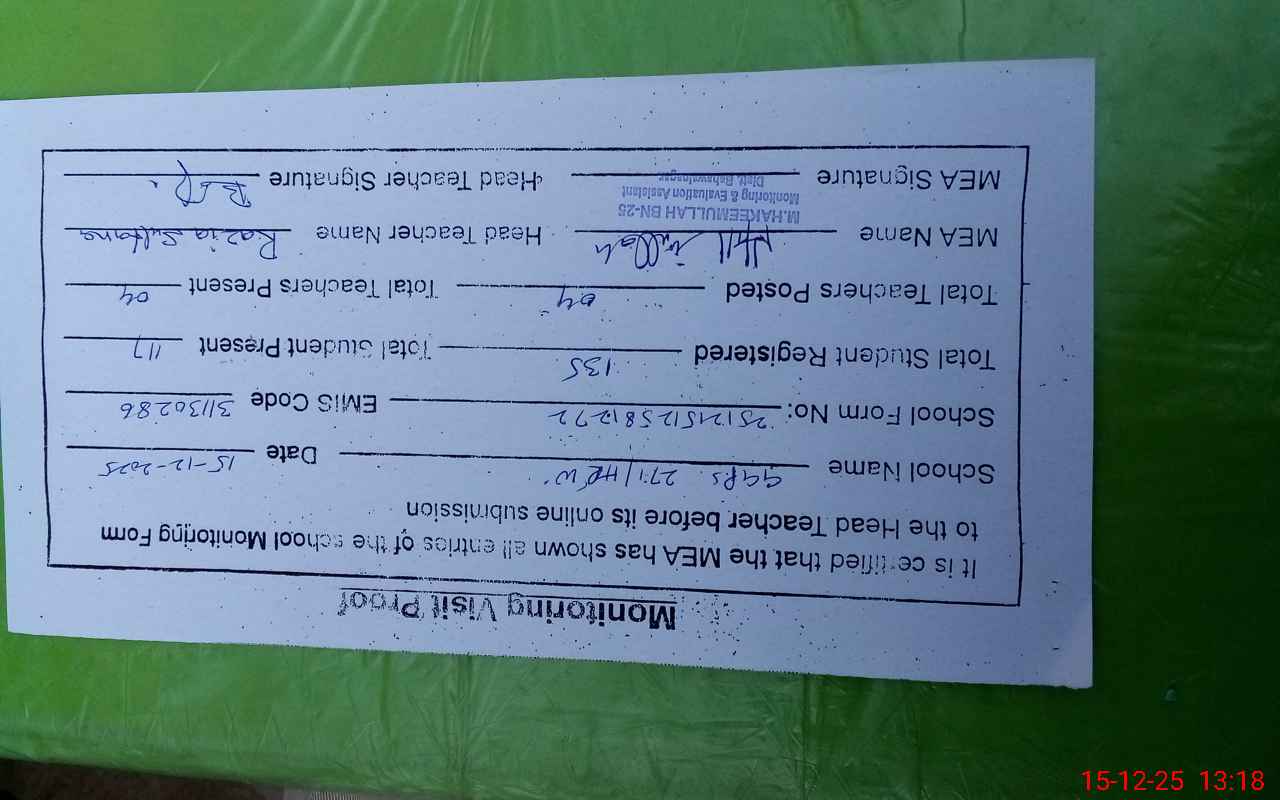 Monitoring Visit Proof
It is certified that the MEA has shown all entries of the school Monitoring Form
to the Head Teacher before its online submission
School Name GGPS 271/HR W Date 15-12-2025
School Form No: EMIS Code 31130286
Total Student Registered 135 Total Student Present 117
Total Teachers Posted 04 Total Teachers Present 04
MEA Name Head Teacher Name Razia Sultana
M.HAKEEMULLAH BN-25
Monitoring & Evaluation Assistant
Distt. Bahawalnagar
MEA Signature Head Teacher Signature
15-12-25 13:18